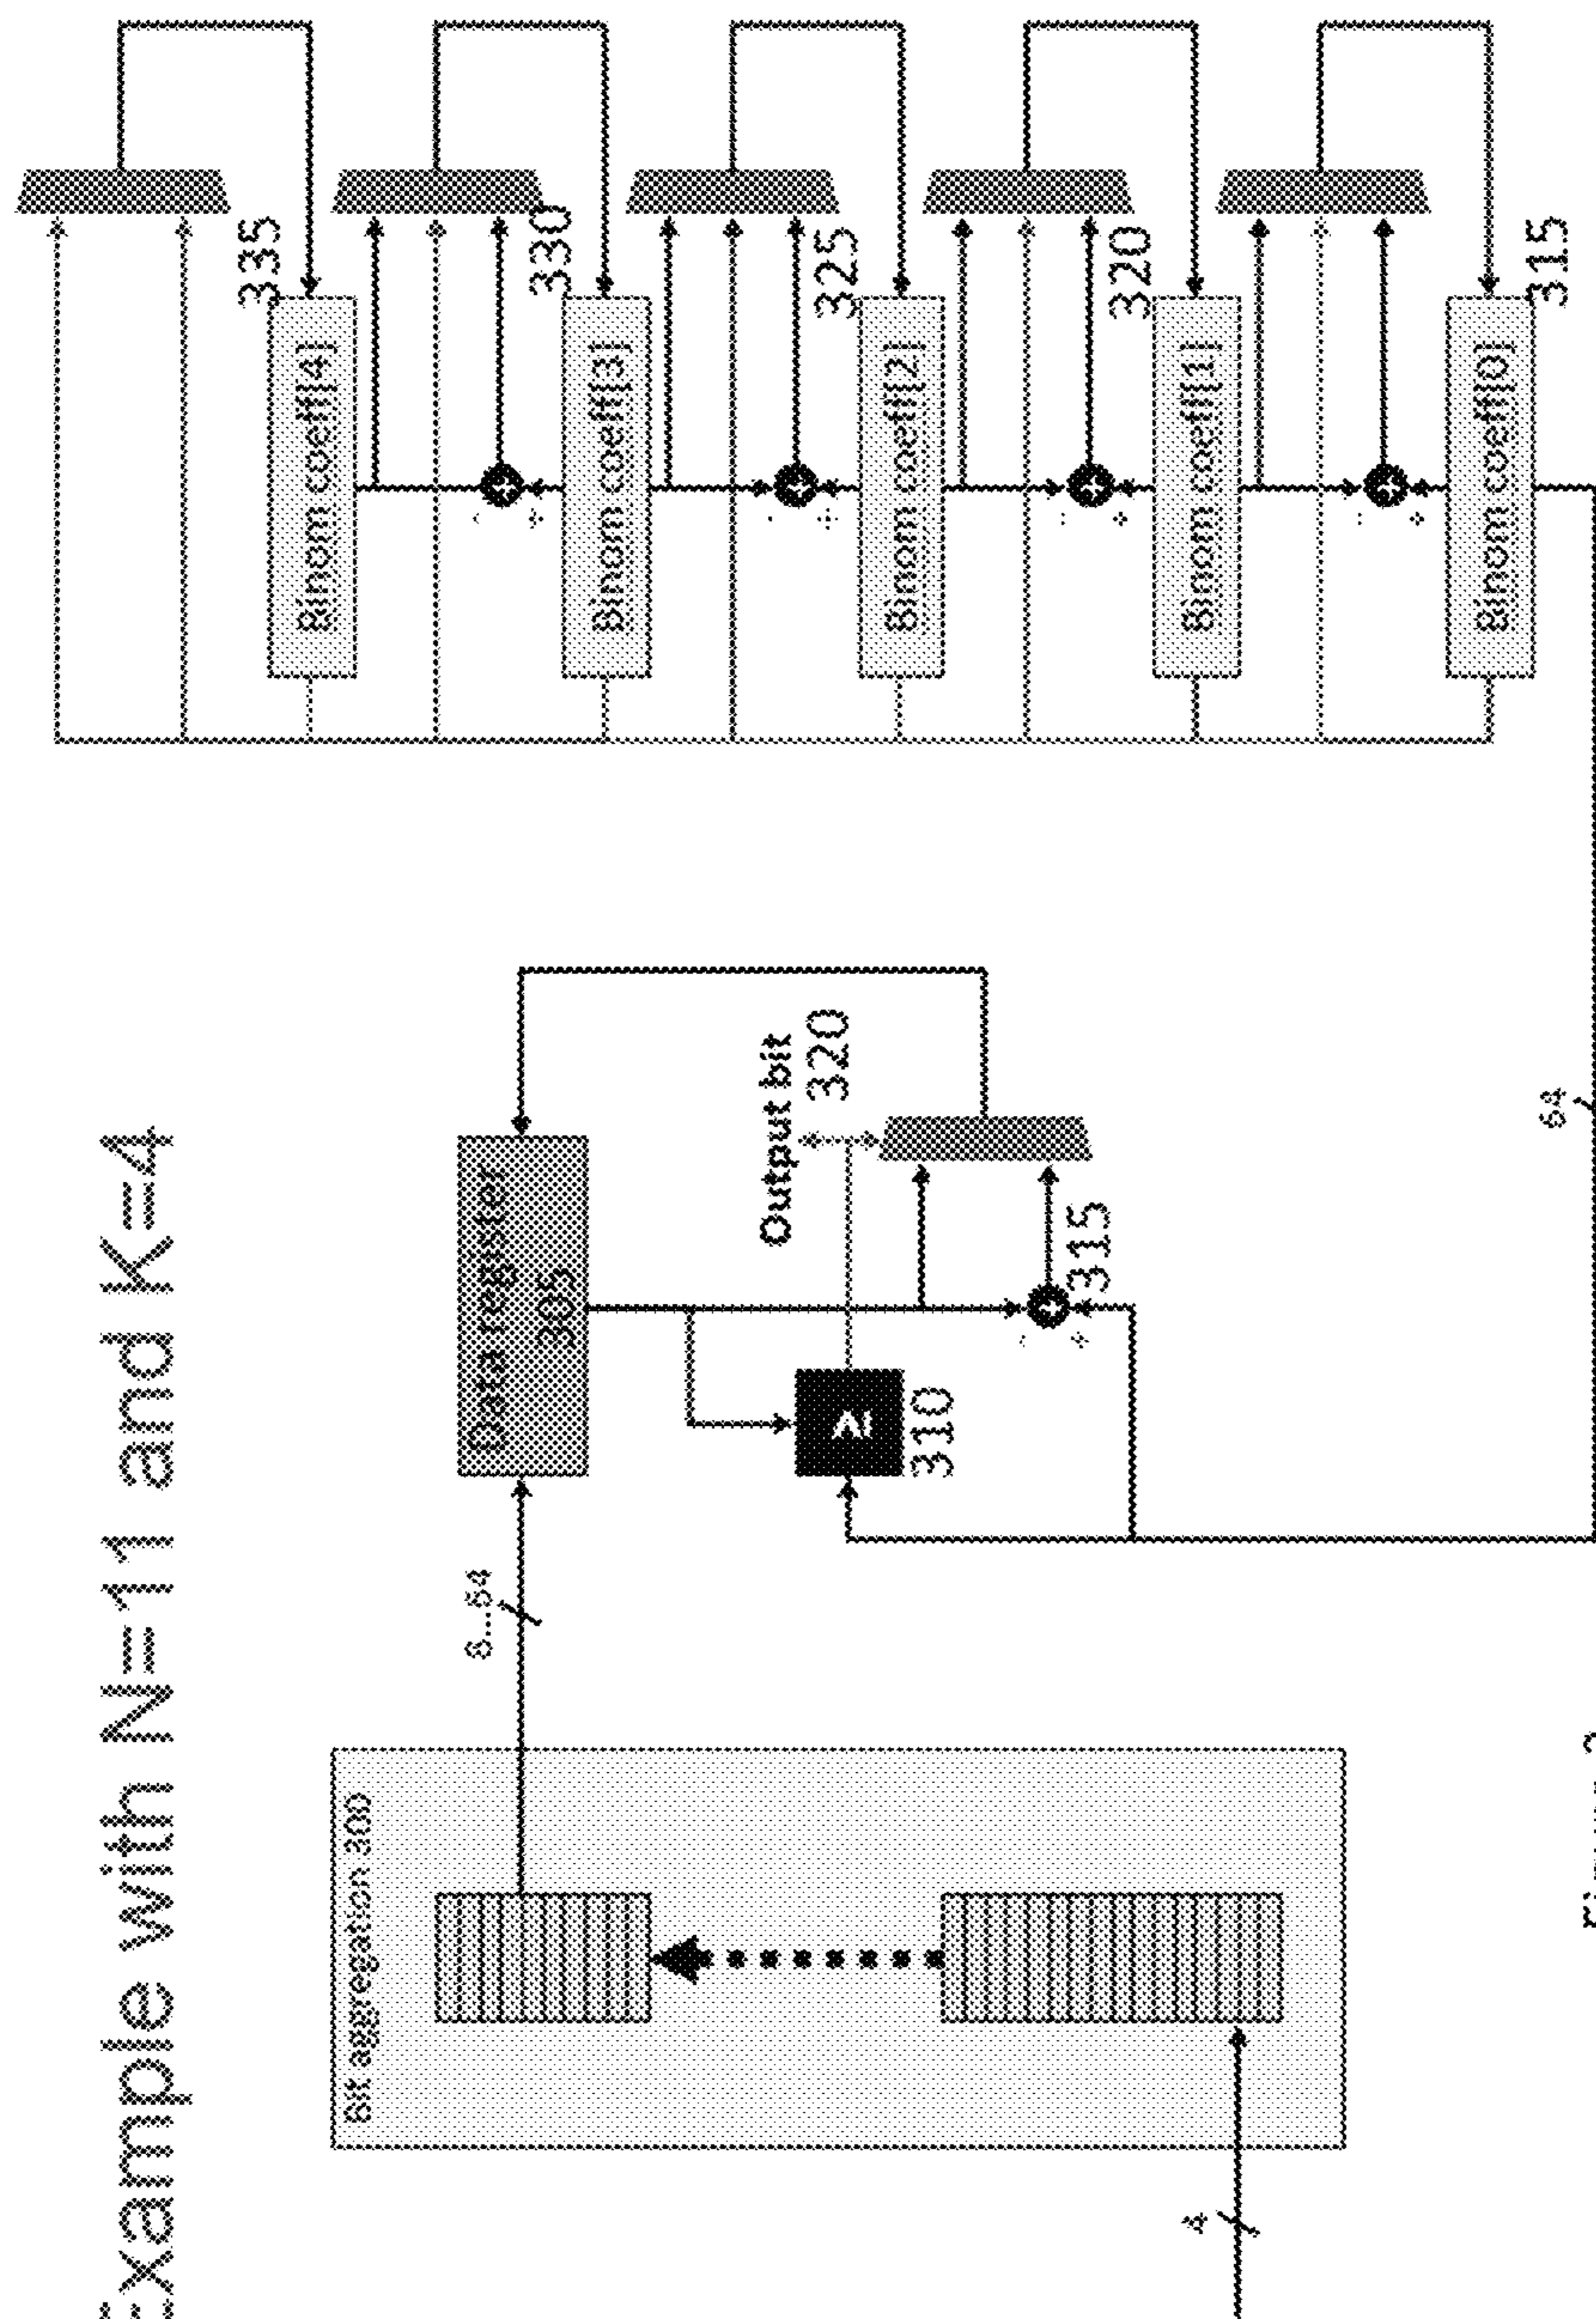 Example with N=11 and K=4
Bit aggregation 300
4
8...64
Data register
305
AI
310
315
Output bit
320
64
Binom coeff[4]
335
Binom coeff[3]
330
Binom coeff[2]
325
Binom coeff[1]
320
Binom coeff[0]
315